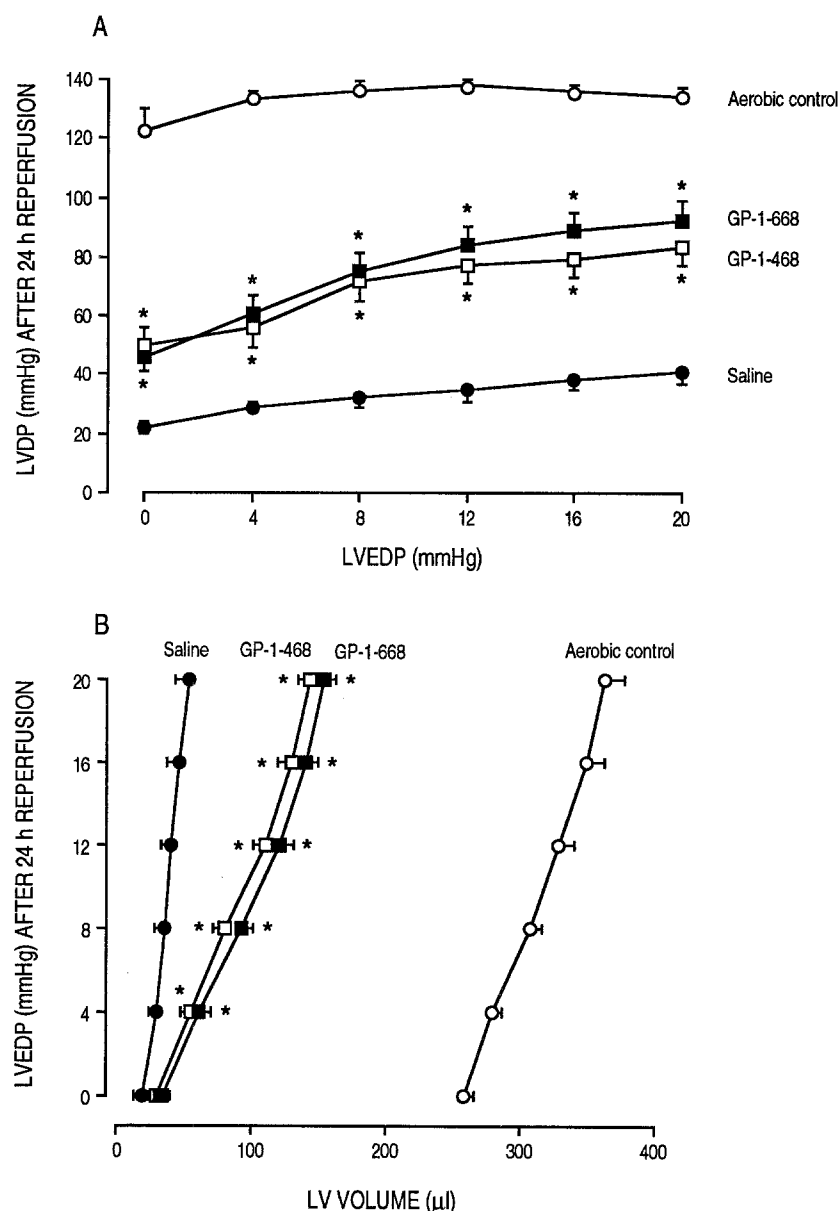 A
LVDP (mmHg) AFTER 24 h REPERFUSION
140
120
100
80
60
40
20
0
0 4 8 12 16 20
LVEDP (mmHg)
Aerobic control
GP-1-668
GP-1-468
Saline
* * * * * *
* * * * * *
B
LVEDP (mmHg) AFTER 24 h REPERFUSION
Saline GP-1-468 GP-1-668 Aerobic control
20
16
12
8
4
0
* *
* *
* *
* *
* *
0 100 200 300 400
LV VOLUME (µl)